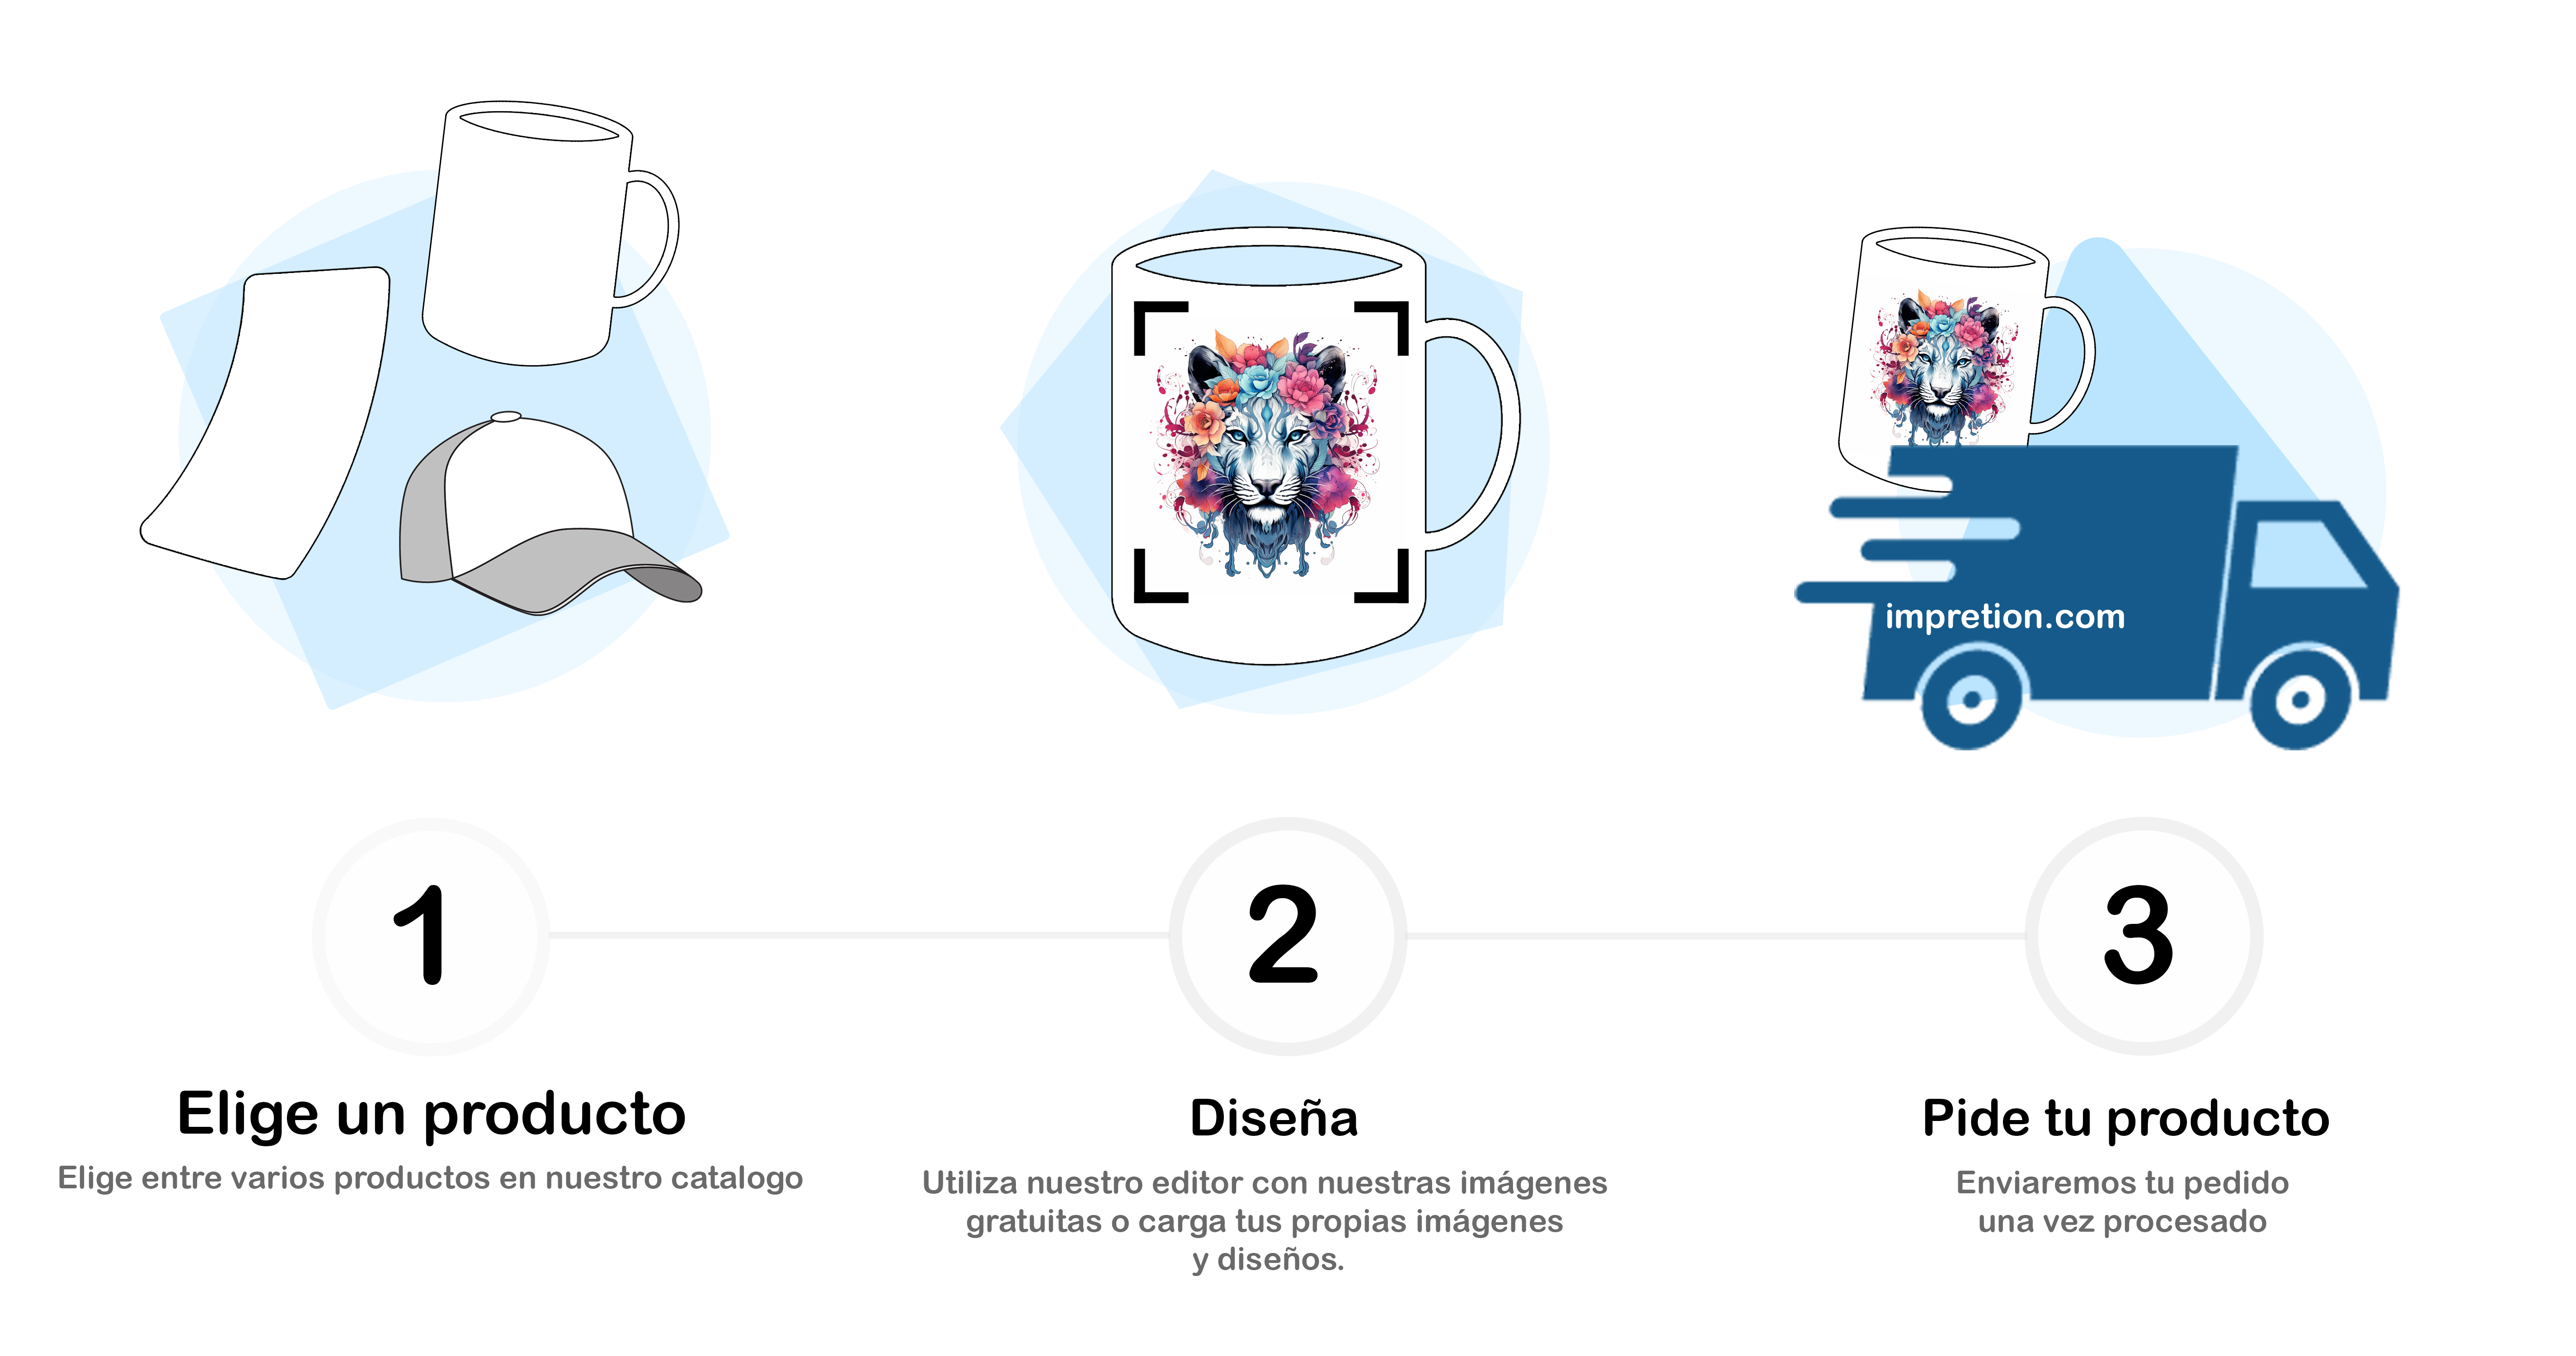 impretion.com
1
2
3
Elige un producto
Elige entre varios productos en nuestro catalogo
Diseña
Utiliza nuestro editor con nuestras imágenes
gratuitas o carga tus propias imágenes
y diseños.
Pide tu producto
Enviaremos tu pedido
una vez procesado